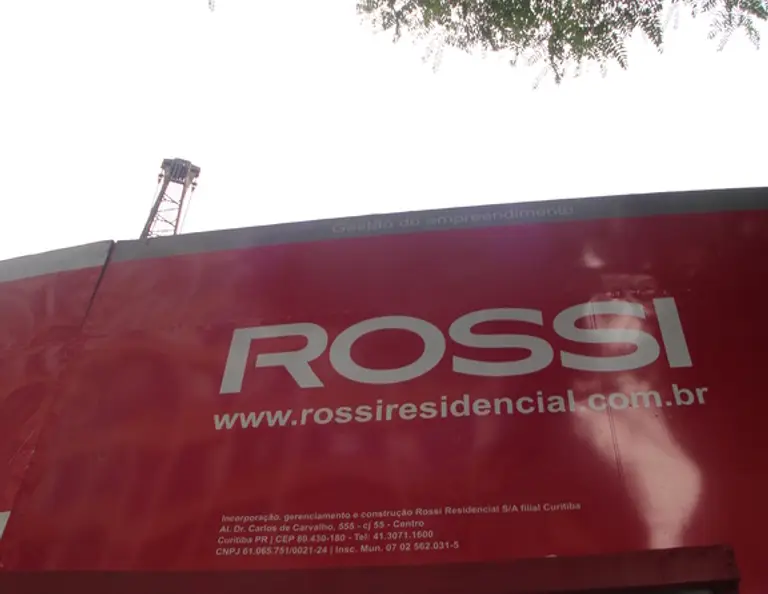 Gestão do empreendimento
ROSSI
www.rossiresidencial.com.br
Incorporação, gerenciamento e construção Rossi Residencial S/A filial Curitiba
Al. Dr. Carlos de Carvalho, 555 - cj 55 - Centro
Curitiba PR | CEP 80.430-180 - Tel: 41.3071.1600
CNPJ 61.065.751/0021-24 | Insc. Mun. 07 02 562.031-5